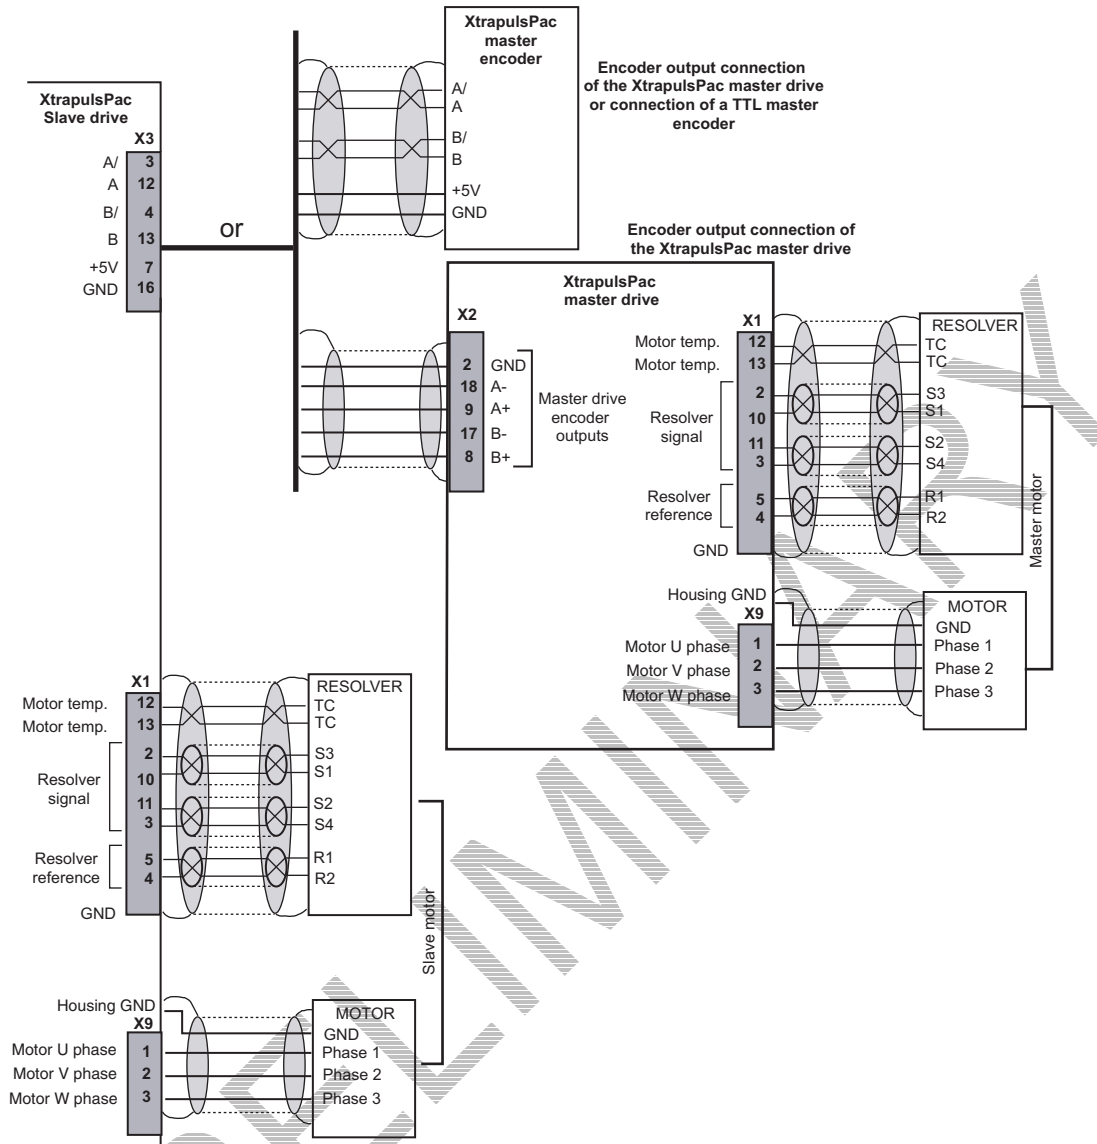 XtrapulsPac
master
encoder
A/
A
B/
B
+5V
GND
Encoder output connection
of the XtrapulsPac master drive
or connection of a TTL master
encoder
XtrapulsPac
Slave drive
X3
A/ 3
A 12
B/ 4
B 13
+5V 7
GND 16
or
Encoder output connection of
the XtrapulsPac master drive
XtrapulsPac
master drive
X2
2 GND
18 A-
9 A+
17 B-
8 B+
Master drive
encoder
outputs
X1
Motor temp. 12
Motor temp. 13
Resolver
signal
2
10
11
3
Resolver
reference
5
4
GND
RESOLVER
TC
TC
S3
S1
S2
S4
R1
R2
Master motor
Housing GND
X9
Motor U phase 1
Motor V phase 2
Motor W phase 3
MOTOR
GND
Phase 1
Phase 2
Phase 3
X1
Motor temp. 12
Motor temp. 13
Resolver
signal
2
10
11
3
Resolver
reference
5
4
GND
RESOLVER
TC
TC
S3
S1
S2
S4
R1
R2
Slave motor
Housing GND
X9
Motor U phase 1
Motor V phase 2
Motor W phase 3
MOTOR
GND
Phase 1
Phase 2
Phase 3
PRELIMINARY